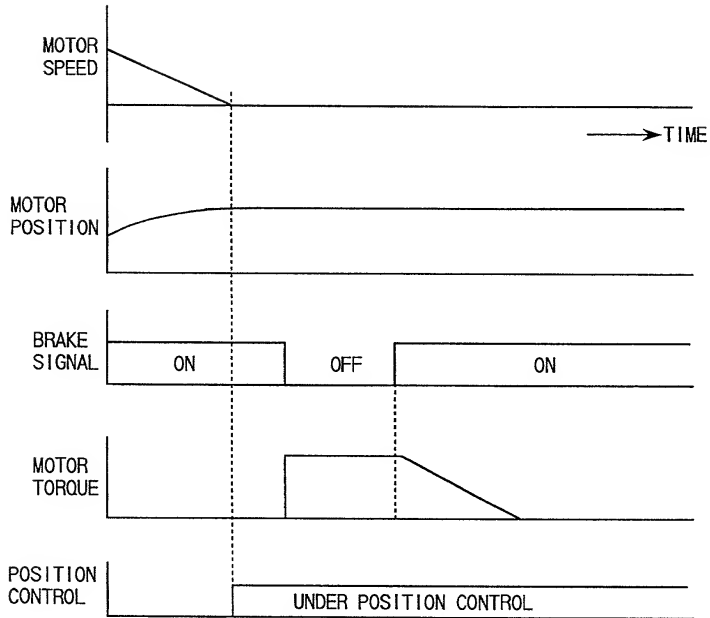 MOTOR
SPEED
TIME
MOTOR
POSITION
BRAKE
SIGNAL
ON
OFF
ON
MOTOR
TORQUE
POSITION
CONTROL
UNDER POSITION CONTROL